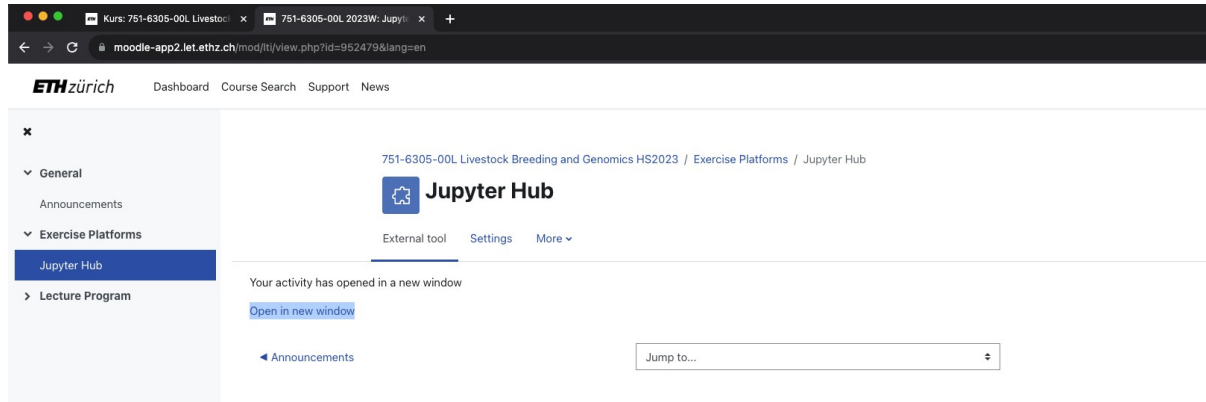 Kurs: 751-6305-00L Livestoc
751-6305-00L 2023W: Jupyt
moodle-app2.let.ethz.ch/mod/lti/view.php?id=952479&lang=en
ETH zürich Dashboard Course Search Support News
General
Announcements
Exercise Platforms
Jupyter Hub
Lecture Program
751-6305-00L Livestock Breeding and Genomics HS2023 / Exercise Platforms / Jupyter Hub
Jupyter Hub
External tool Settings More
Your activity has opened in a new window
Open in new window
◄ Announcements
Jump to...